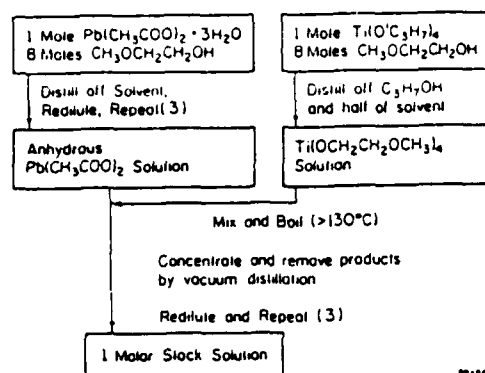 1 Mole Pb(CH₃COO)₂ · 3H₂O
8 Moles CH₃OCH₂CH₂OH
1 Mole Ti(OⁱC₃H₇)₄
8 Moles CH₃OCH₂CH₂OH
Distill off Solvent,
Redilute, Repeat (3)
Distill off C₃H₇OH
and half of solvent
Anhydrous
Pb(CH₃COO)₂ Solution
Ti(OCH₂CH₂OCH₃)₄
Solution
Mix and Boil (>130°C)
Concentrate and remove products
by vacuum distillation
Redilute and Repeat (3)
1 Molar Stock Solution